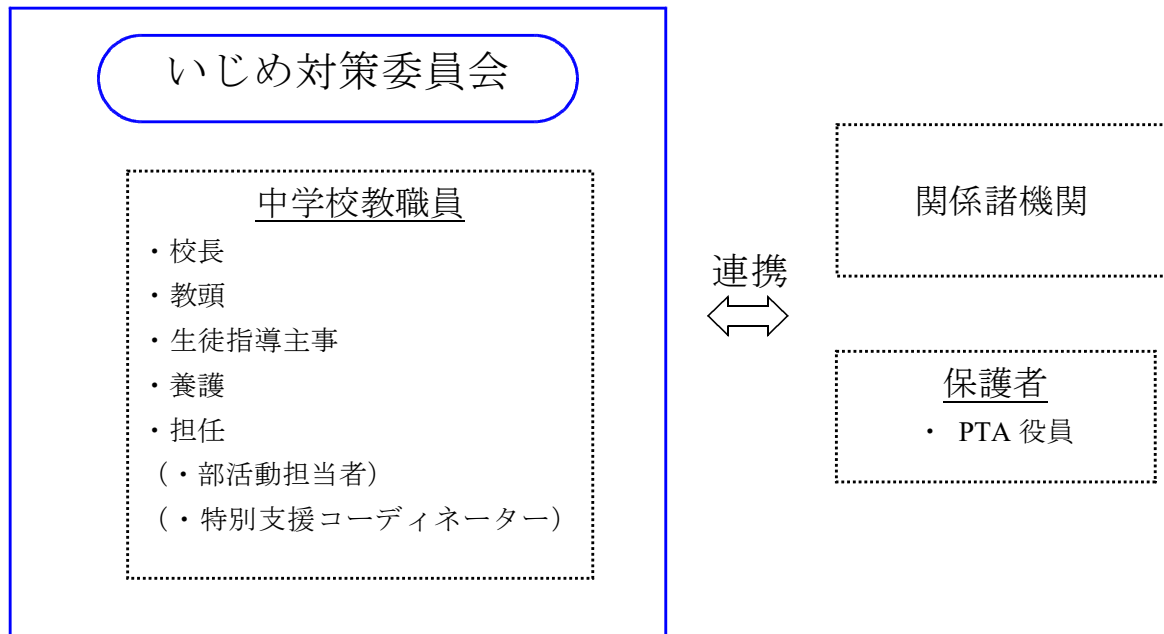 いじめ対策委員会
中学校教職員
・校長
・教頭
・生徒指導主事
・養護
・担任
（・部活動担当者）
（・特別支援コーディネーター）
連携
関係諸機関
保護者
・ PTA 役員